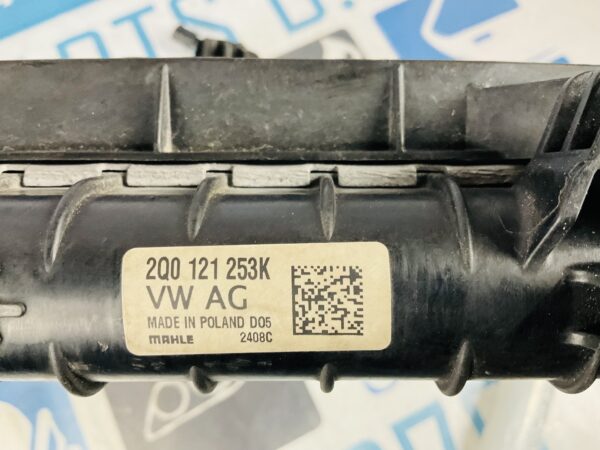 2Q0 121 253K
VW AG
MADE IN POLAND D05
MAHLE 2408C